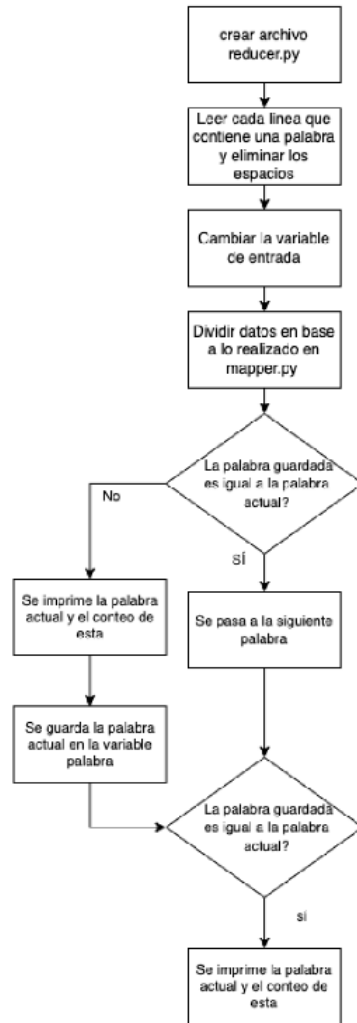 crear archivo
reducer.py
Leer cada linea que
contiene una palabra
y eliminar los
espacios
Cambiar la variable
de entrada
Dividir datos en base
a lo realizado en
mapper.py
La palabra guardada
es igual a la palabra
actual?
No
SÍ
Se imprime la palabra
actual y el conteo de
esta
Se pasa a la siguiente
palabra
Se guarda la palabra
actual en la variable
palabra
La palabra guardada
es igual a la palabra
actual?
sí
Se imprime la palabra
actual y el conteo de
esta